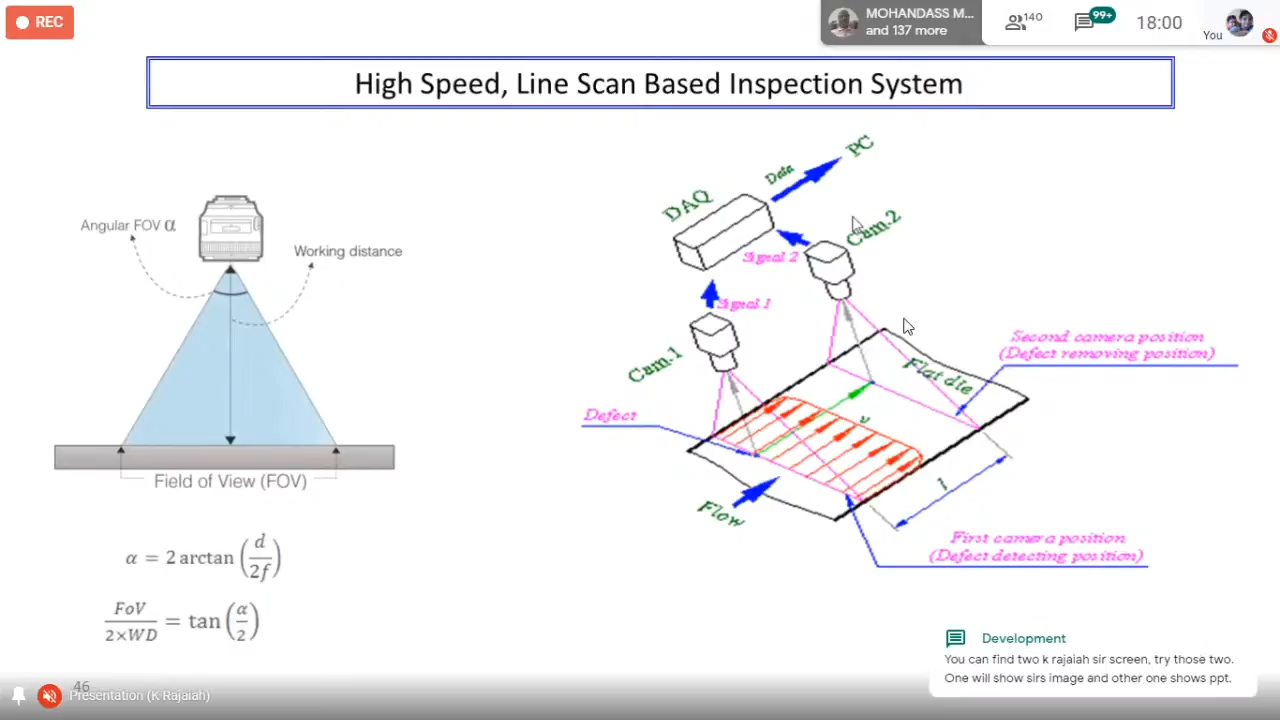 REC
MOHANDASS M...
and 137 more
140
99+
18:00
You
High Speed, Line Scan Based Inspection System
Angular FOV α
Working distance
Field of View (FOV)
α = 2 arctan (d/2f)
FoV/2×WD = tan (α/2)
PC
Data
DAQ
Cam-2
Signal 2
Signal 1
Cam-1
Second camera position
(Defect removing position)
Flat die
Defect
v
l
Flow
First camera position
(Defect detecting position)
Development
You can find two k rajaiah sir screen, try those two.
One will show sirs image and other one shows ppt.
46
Presentation (K Rajaiah)